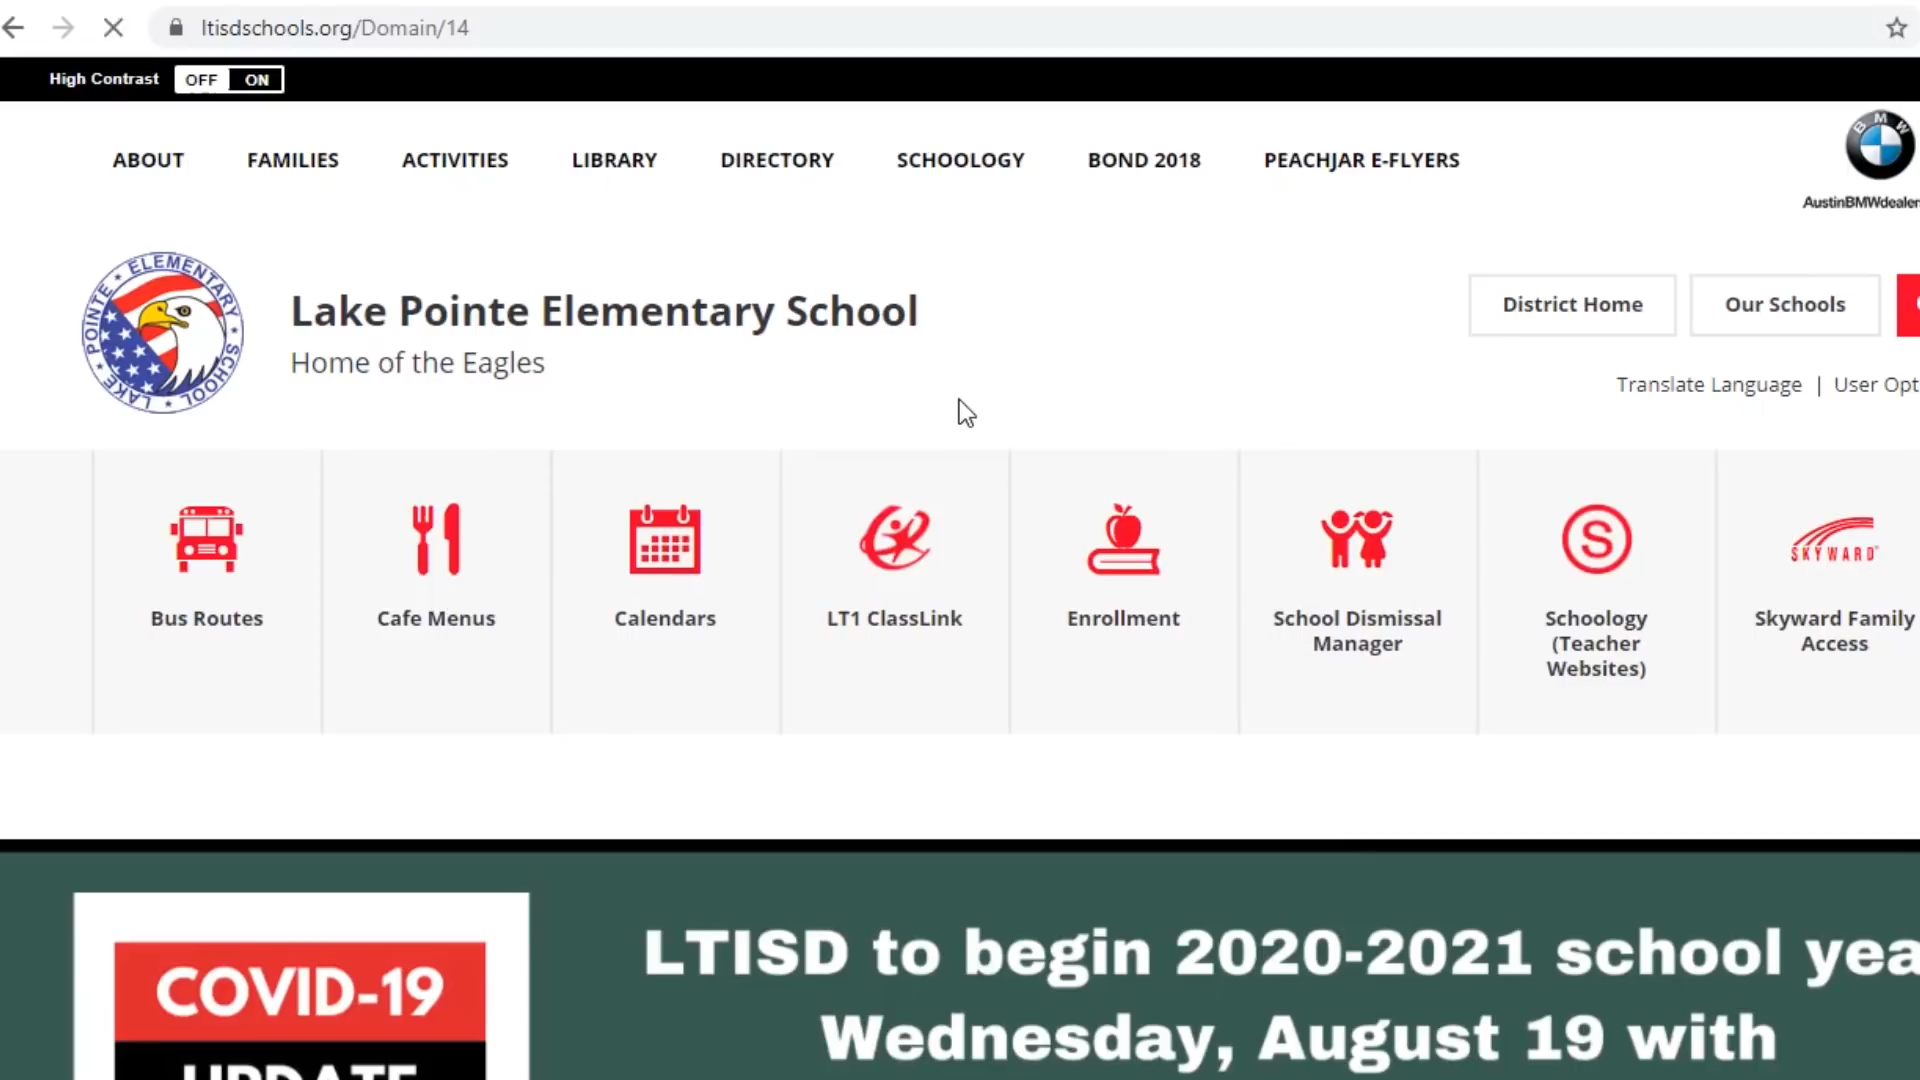 ltisdschools.org/Domain/14
High Contrast OFF ON
ABOUT FAMILIES ACTIVITIES LIBRARY DIRECTORY SCHOOLOGY BOND 2018 PEACHJAR E-FLYERS
BMW
AustinBMWdealer
LAKE POINTE ELEMENTARY SCHOOL
Lake Pointe Elementary School
Home of the Eagles
District Home Our Schools
Translate Language | User Opt
SKYWARD
Bus Routes
Cafe Menus
Calendars
LT1 ClassLink
Enrollment
School Dismissal
Manager
Schoology
(Teacher
Websites)
Skyward Family
Access
COVID-19
UPDATE
LTISD to begin 2020-2021 school yea
Wednesday, August 19 with